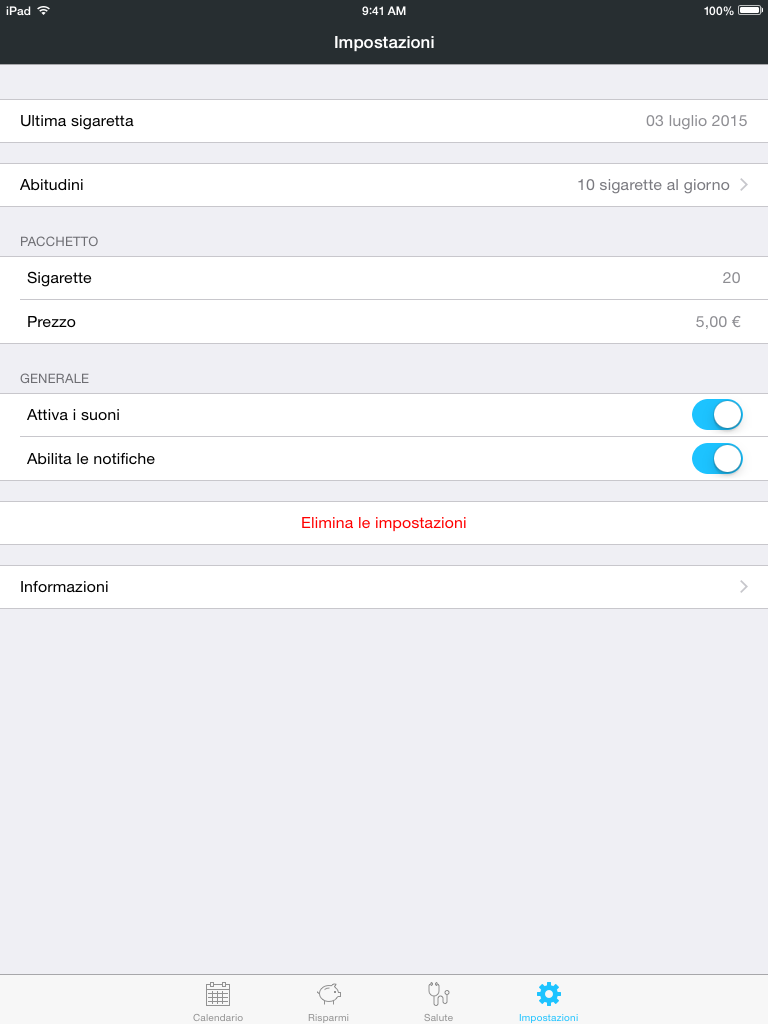 iPad 9:41 AM 100%
Impostazioni
Ultima sigaretta 03 luglio 2015
Abitudini 10 sigarette al giorno
PACCHETTO
Sigarette 20
Prezzo 5,00 €
GENERALE
Attiva i suoni
Abilita le notifiche
Elimina le impostazioni
Informazioni
Calendario Risparmi Salute Impostazioni